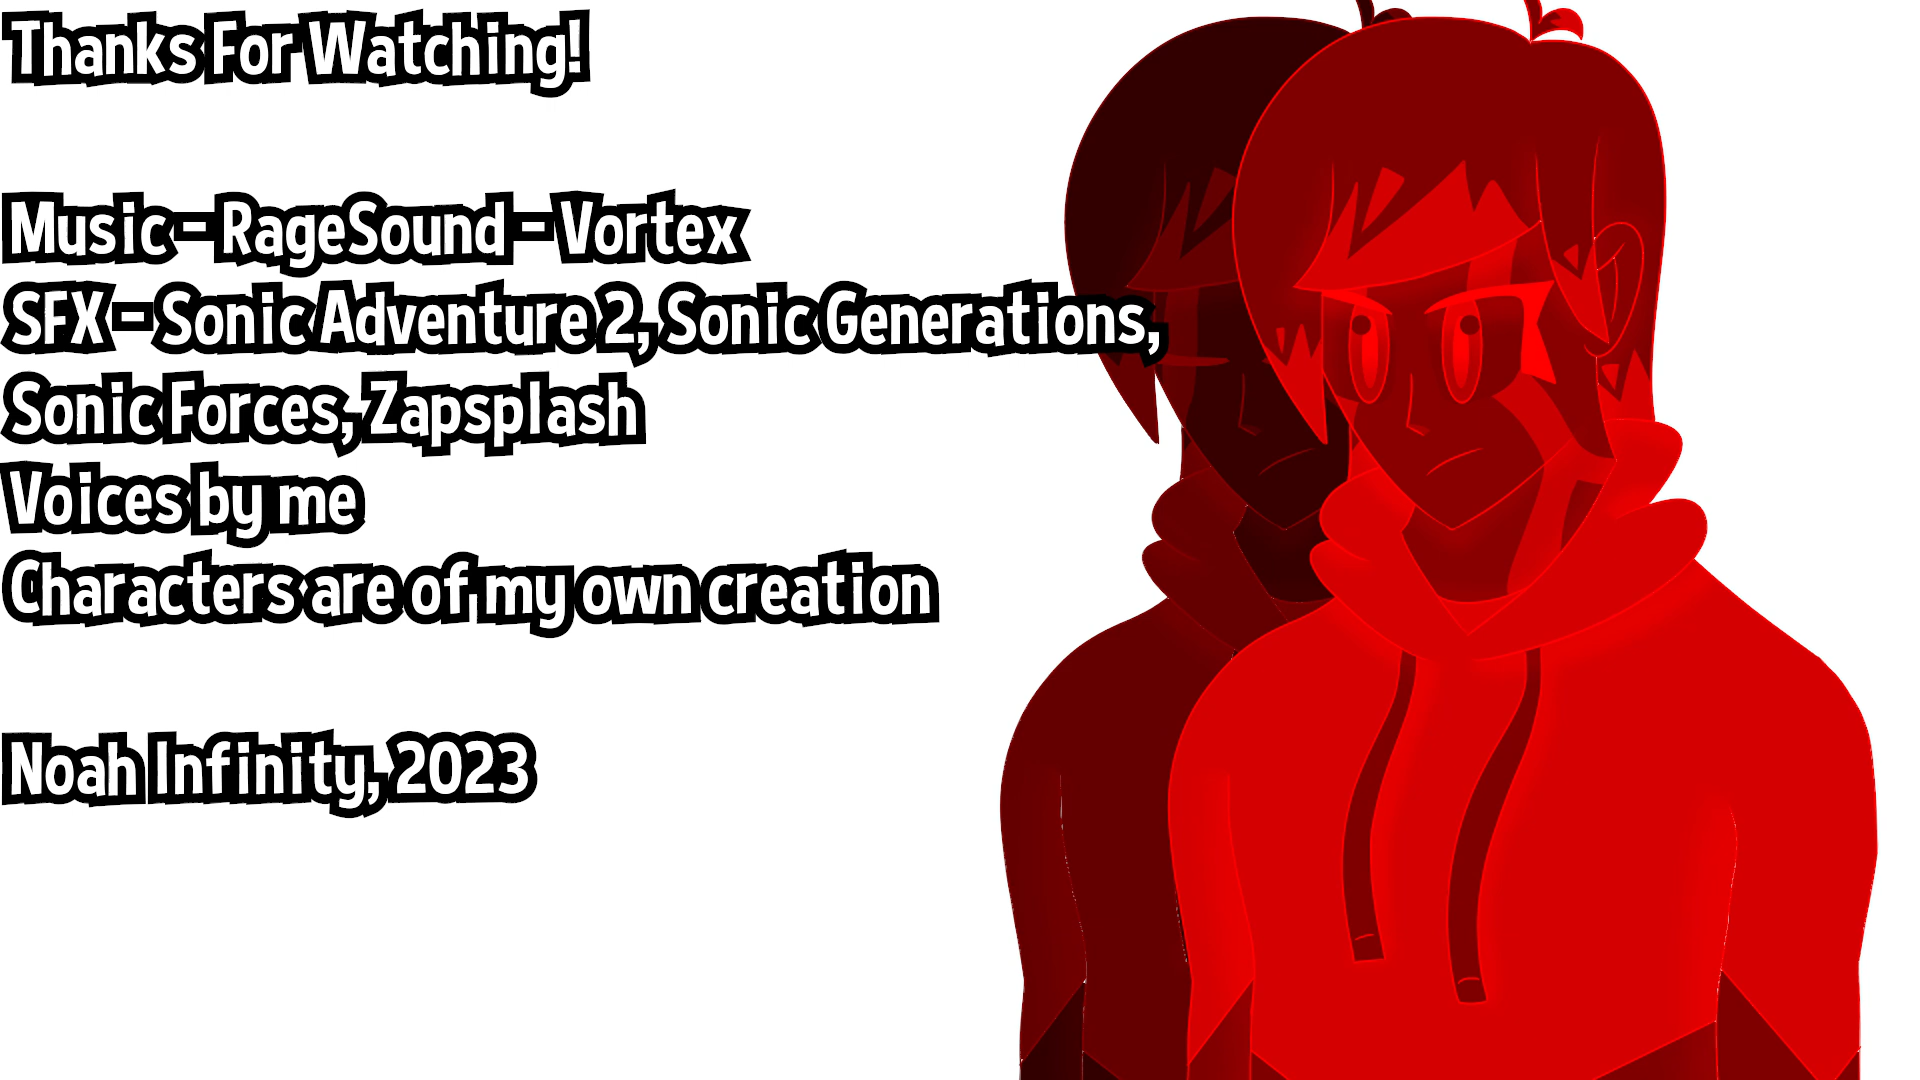 Thanks For Watching!
Music - RageSound - Vortex
SFX - Sonic Adventure 2, Sonic Generations,
Sonic Forces, Zapsplash
Voices by me
Characters are of my own creation
Noah Infinity, 2023